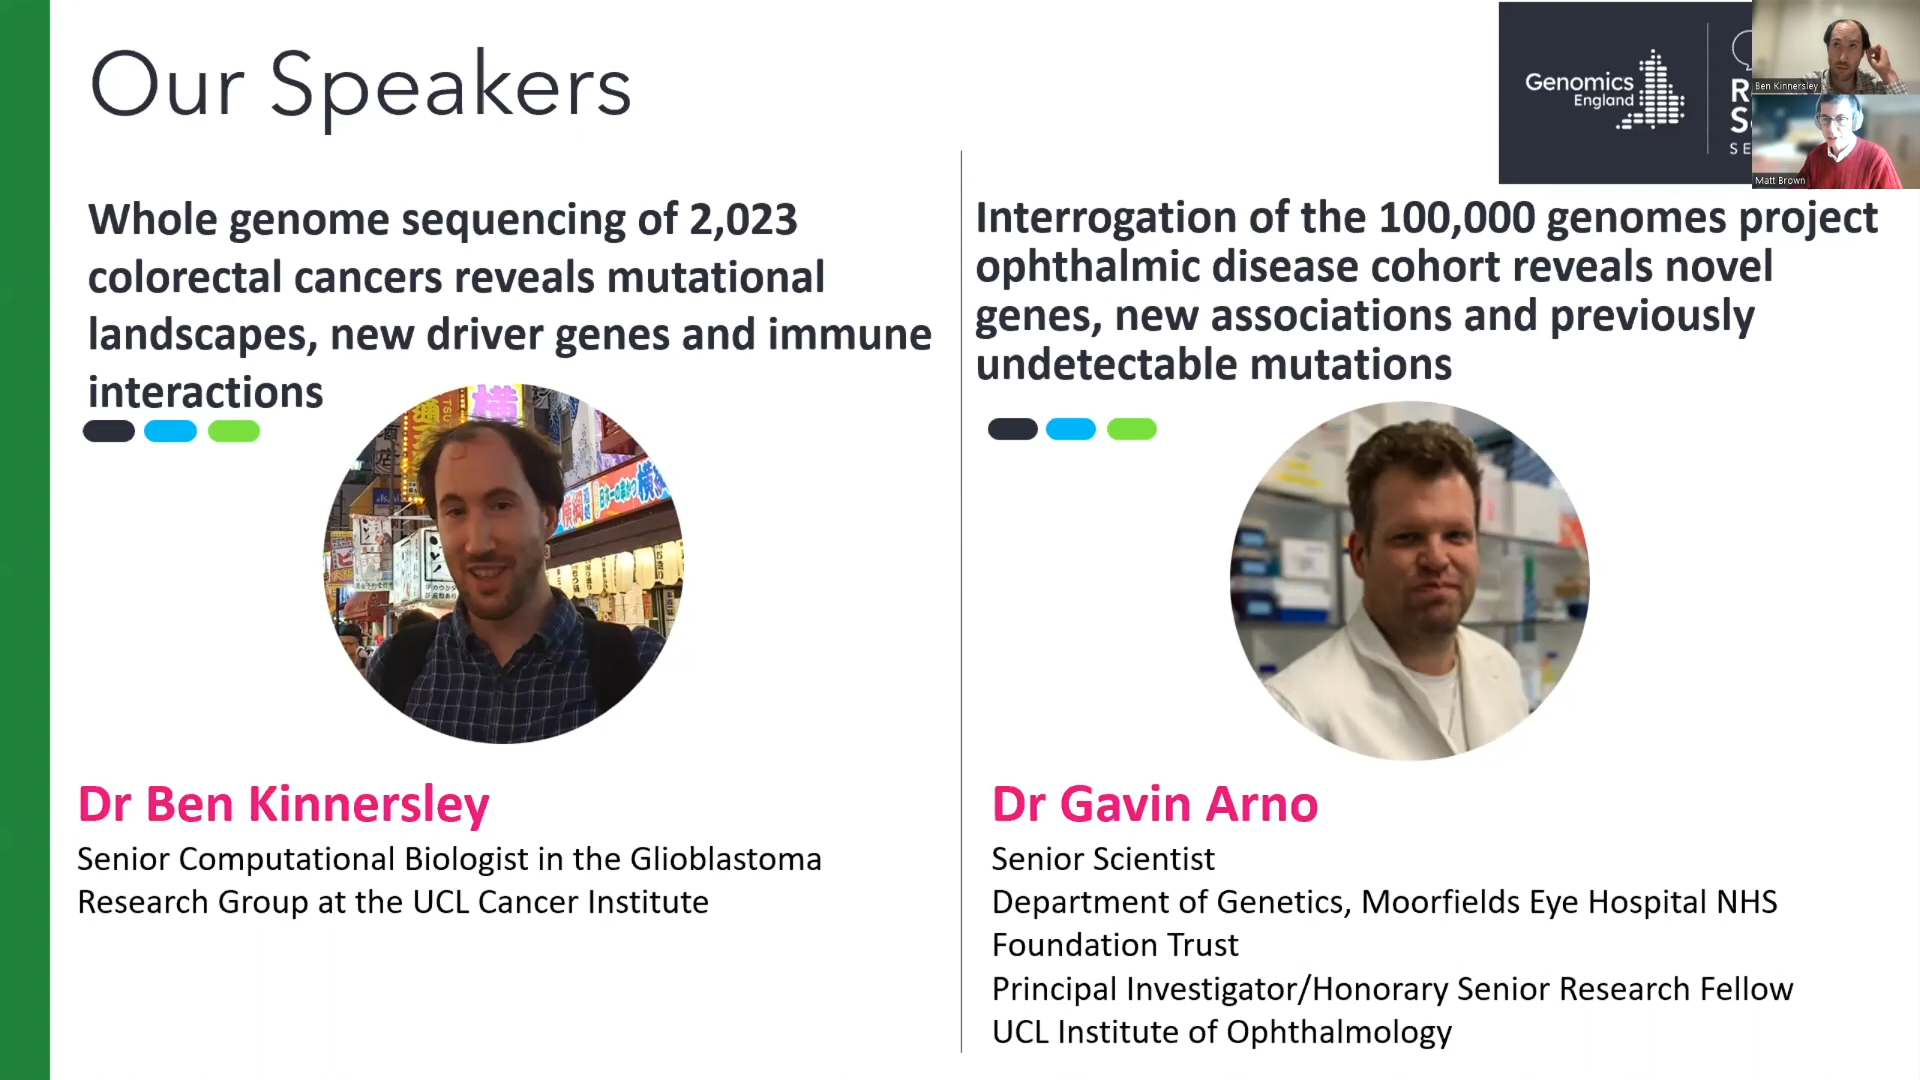 Our Speakers
Genomics
England
R
S
SE
Ben Kinnersley
Matt Brown
Whole genome sequencing of 2,023
colorectal cancers reveals mutational
landscapes, new driver genes and immune
interactions
Dr Ben Kinnersley
Senior Computational Biologist in the Glioblastoma
Research Group at the UCL Cancer Institute
Interrogation of the 100,000 genomes project
ophthalmic disease cohort reveals novel
genes, new associations and previously
undetectable mutations
Dr Gavin Arno
Senior Scientist
Department of Genetics, Moorfields Eye Hospital NHS
Foundation Trust
Principal Investigator/Honorary Senior Research Fellow
UCL Institute of Ophthalmology